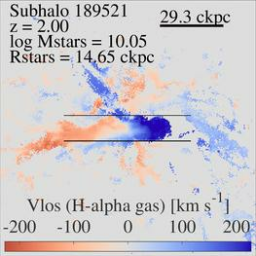 Subhalo 189521
29.3 ckpc
z = 2.00
log Mstars = 10.05
Rstars = 14.65 ckpc
Vlos (H-alpha gas) [km s⁻¹]
-200 -100 0 100 200